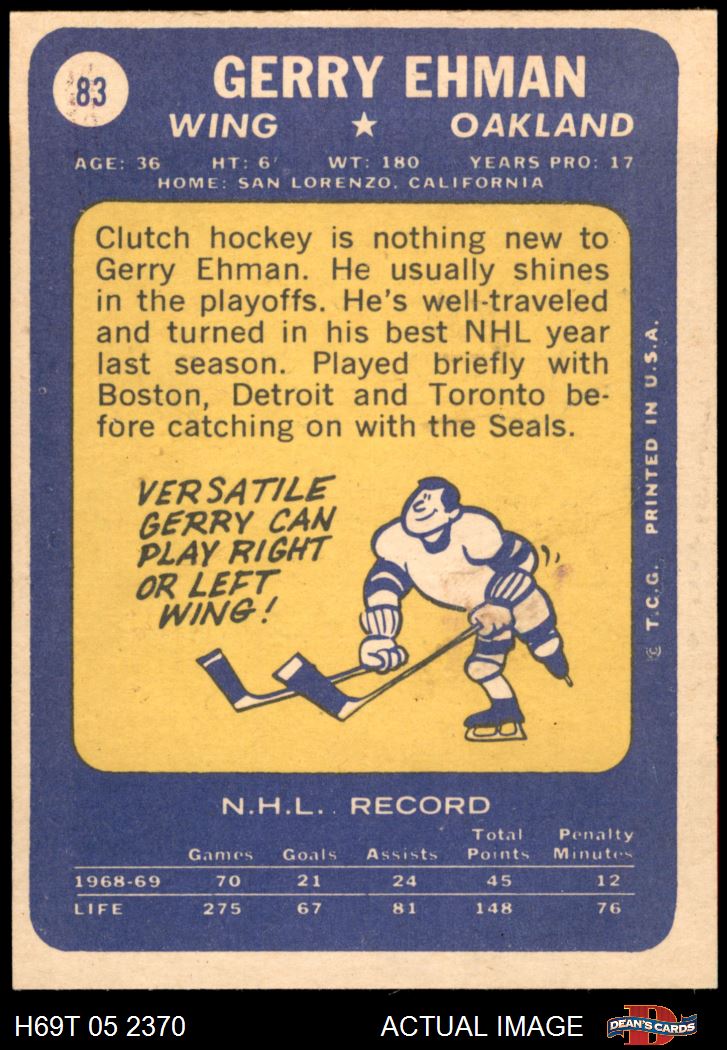 83
GERRY EHMAN
WING ★ OAKLAND
AGE: 36 HT: 6' WT: 180 YEARS PRO: 17
HOME: SAN LORENZO, CALIFORNIA
Clutch hockey is nothing new to
Gerry Ehman. He usually shines
in the playoffs. He's well-traveled
and turned in his best NHL year
last season. Played briefly with
Boston, Detroit and Toronto be-
fore catching on with the Seals.
VERSATILE
GERRY CAN
PLAY RIGHT
OR LEFT
WING!
© T.C.G. PRINTED IN U.S.A.
N.H.L. RECORD
Games Goals Assists Total Points Penalty Minutes
1968-69 70 21 24 45 12
LIFE 275 67 81 148 76
H69T 05 2370 ACTUAL IMAGE DEAN'S CARDS